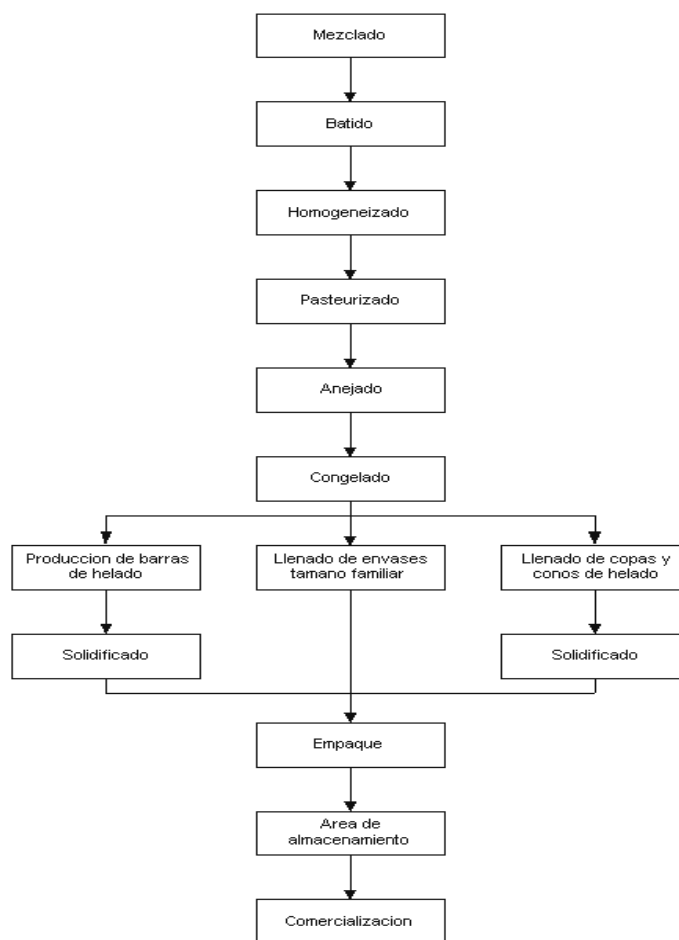 Mezclado
Batido
Homogeneizado
Pasteurizado
Anejado
Congelado
Produccion de barras
de helado
Llenado de envases
tamano familiar
Llenado de copas y
conos de helado
Solidificado
Solidificado
Empaque
Area de
almacenamiento
Comercializacion